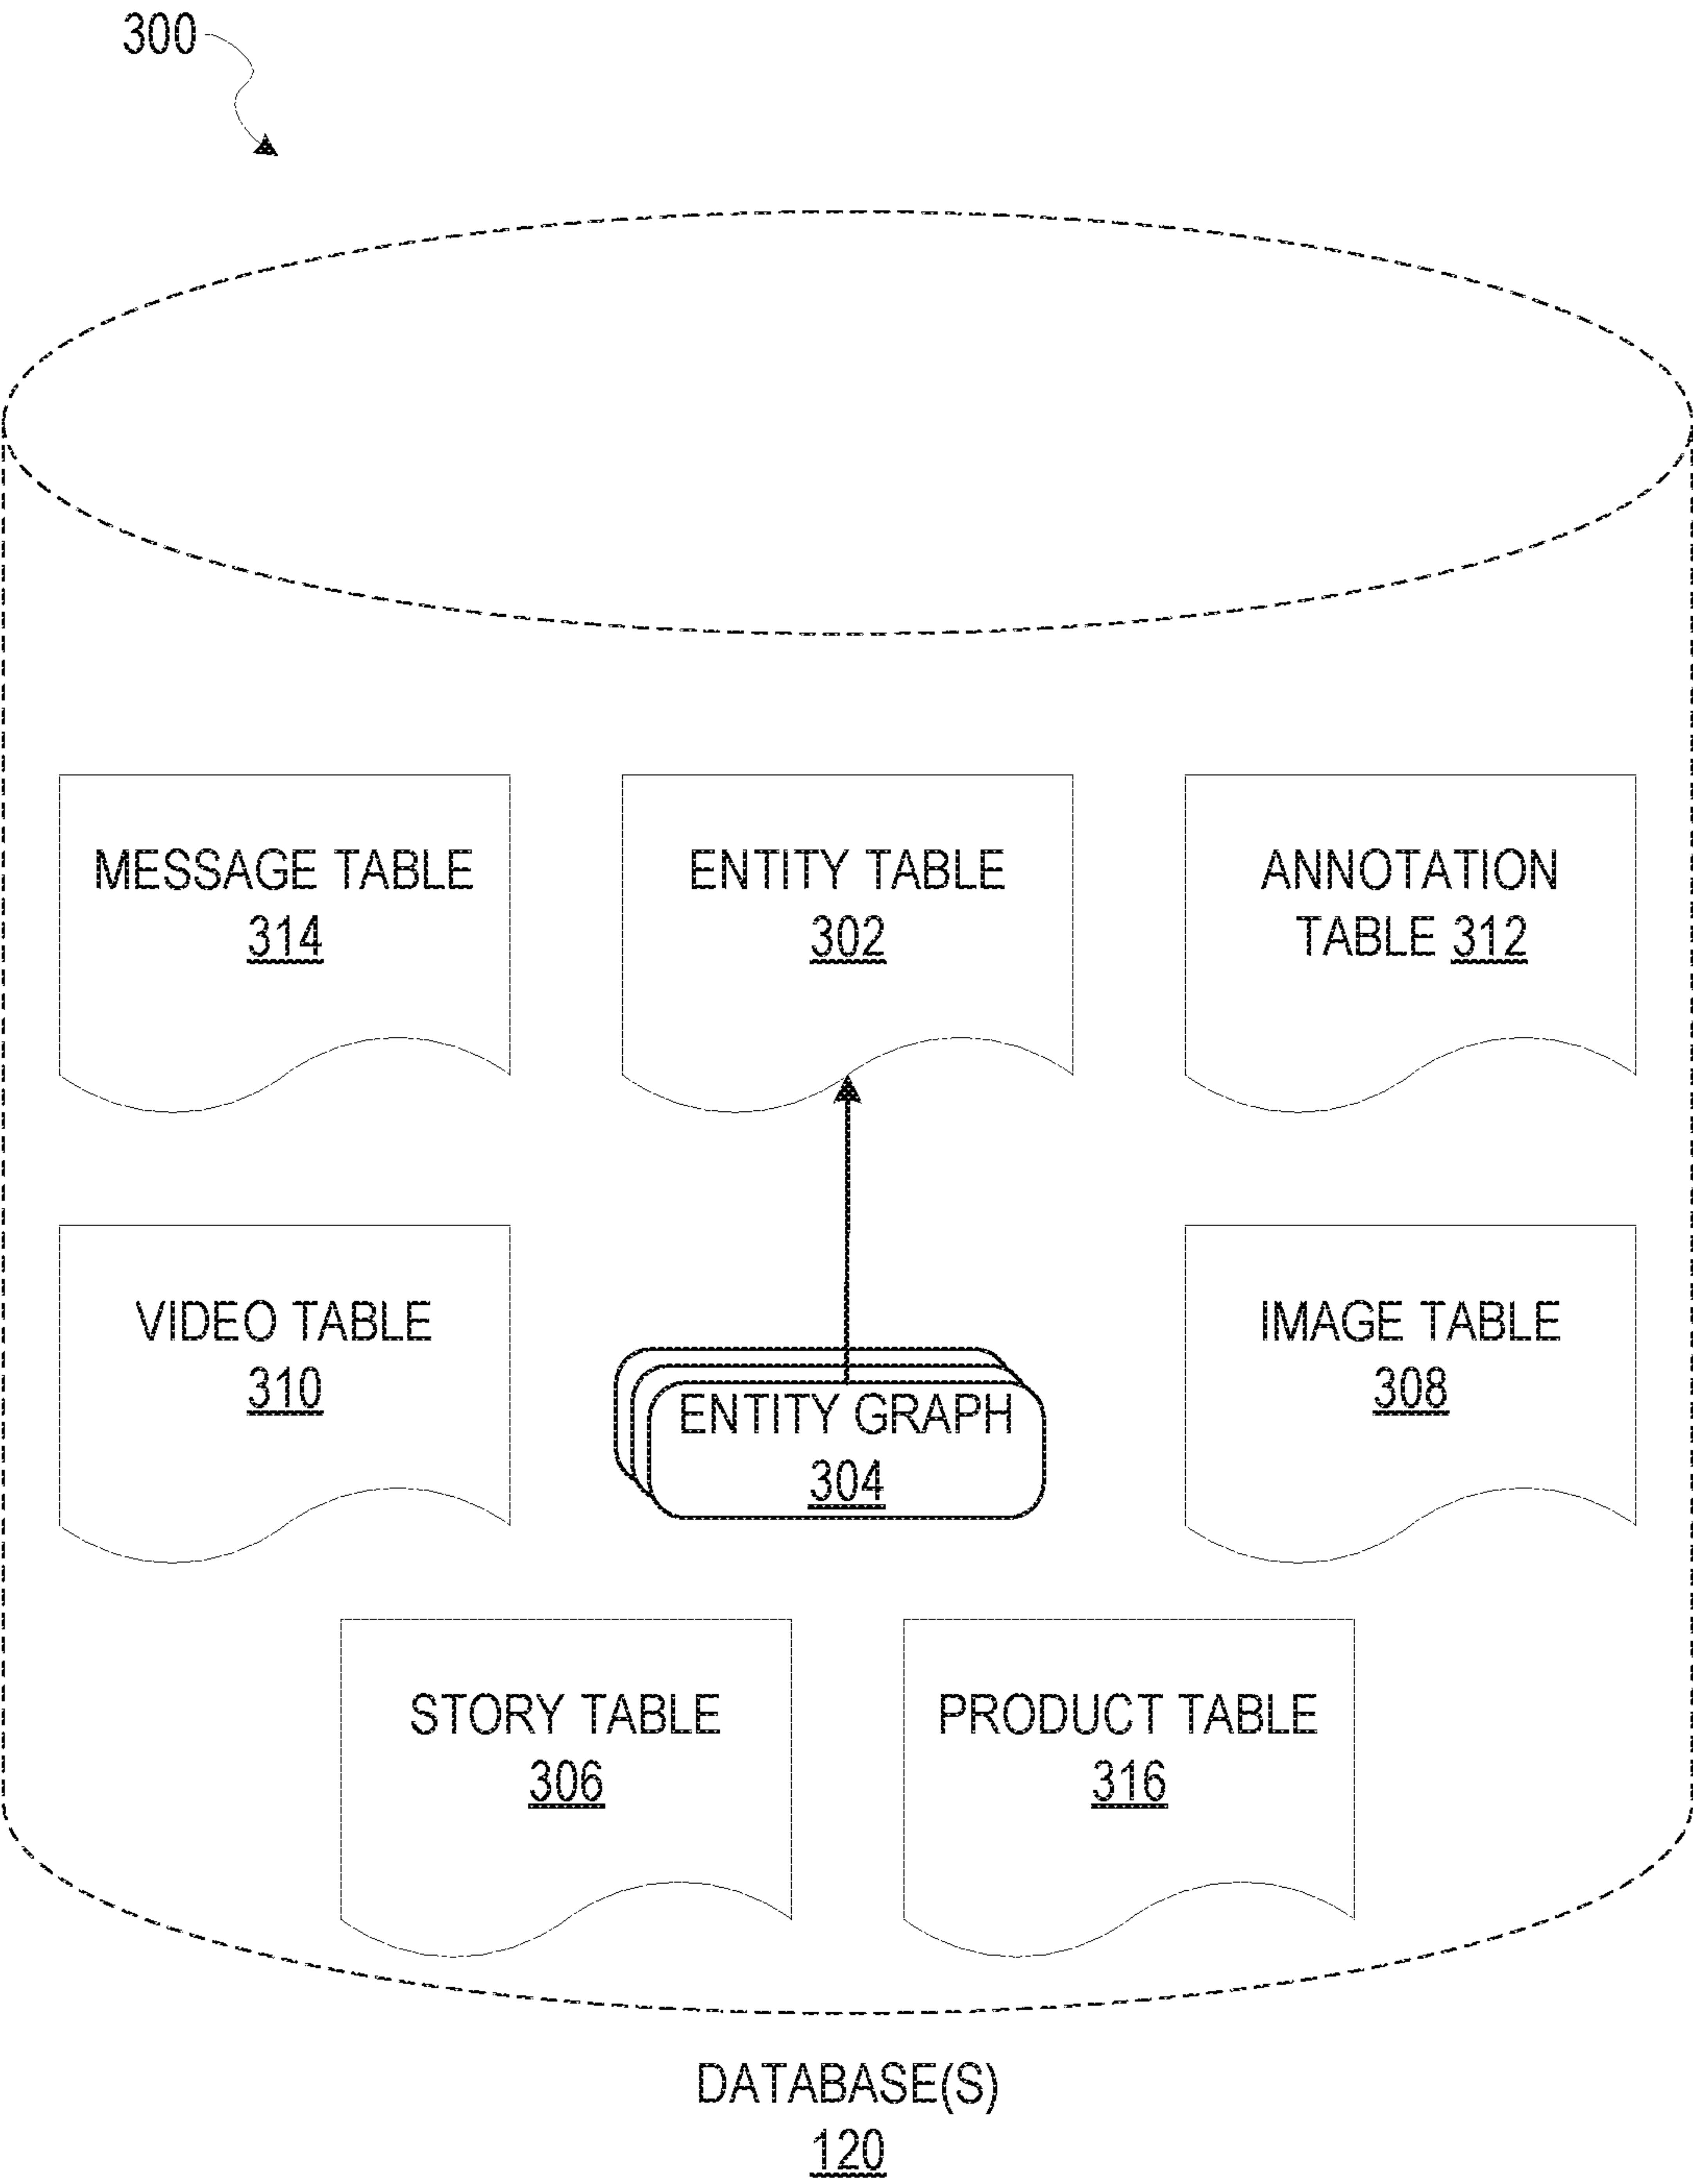 300
MESSAGE TABLE
314
ENTITY TABLE
302
ANNOTATION
TABLE 312
VIDEO TABLE
310
ENTITY GRAPH
304
IMAGE TABLE
308
STORY TABLE
306
PRODUCT TABLE
316
DATABASE(S)
120